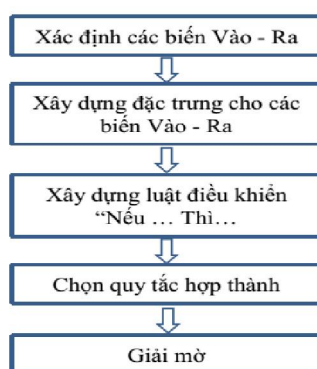 Xác định các biến Vào - Ra
Xây dựng đặc trưng cho các
biến Vào - Ra
Xây dựng luật điều khiển
“Nếu … Thì…
Chọn quy tắc hợp thành
Giải mờ